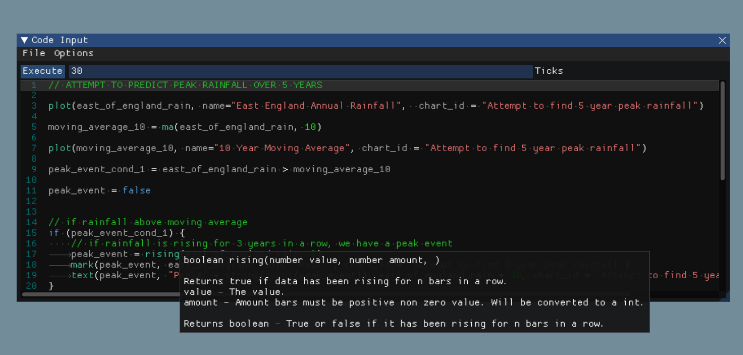 Code Input
File Options
Execute 30 Ticks
1 // ATTEMPT TO PREDICT PEAK RAINFALL OVER 5 YEARS
2
3 plot(east_of_england_rain, name="East England Annual Rainfall", chart_id = "Attempt to find 5 year peak rainfall")
4
5 moving_average_10 = ma(east_of_england_rain, 10)
6
7 plot(moving_average_10, name="10 Year Moving Average", chart_id = "Attempt to find 5 year peak rainfall")
8
9 peak_event_cond_1 = east_of_england_rain > moving_average_10
10
11 peak_event = false
12
13
14 // if rainfall above moving average
15 if (peak_event_cond_1) {
16 // if rainfall is rising for 3 years in a row, we have a peak event
17 peak_event = rising
18 mark(peak_event, ea
19 text(peak_event, "P to find 5 yea
20 }
boolean rising(number value, number amount, )
Returns true if data has been rising for n bars in a row.
value - The value.
amount - Amount bars must be positive non zero value. Will be converted to a int.
Returns boolean - True or false if it has been rising for n bars in a row.